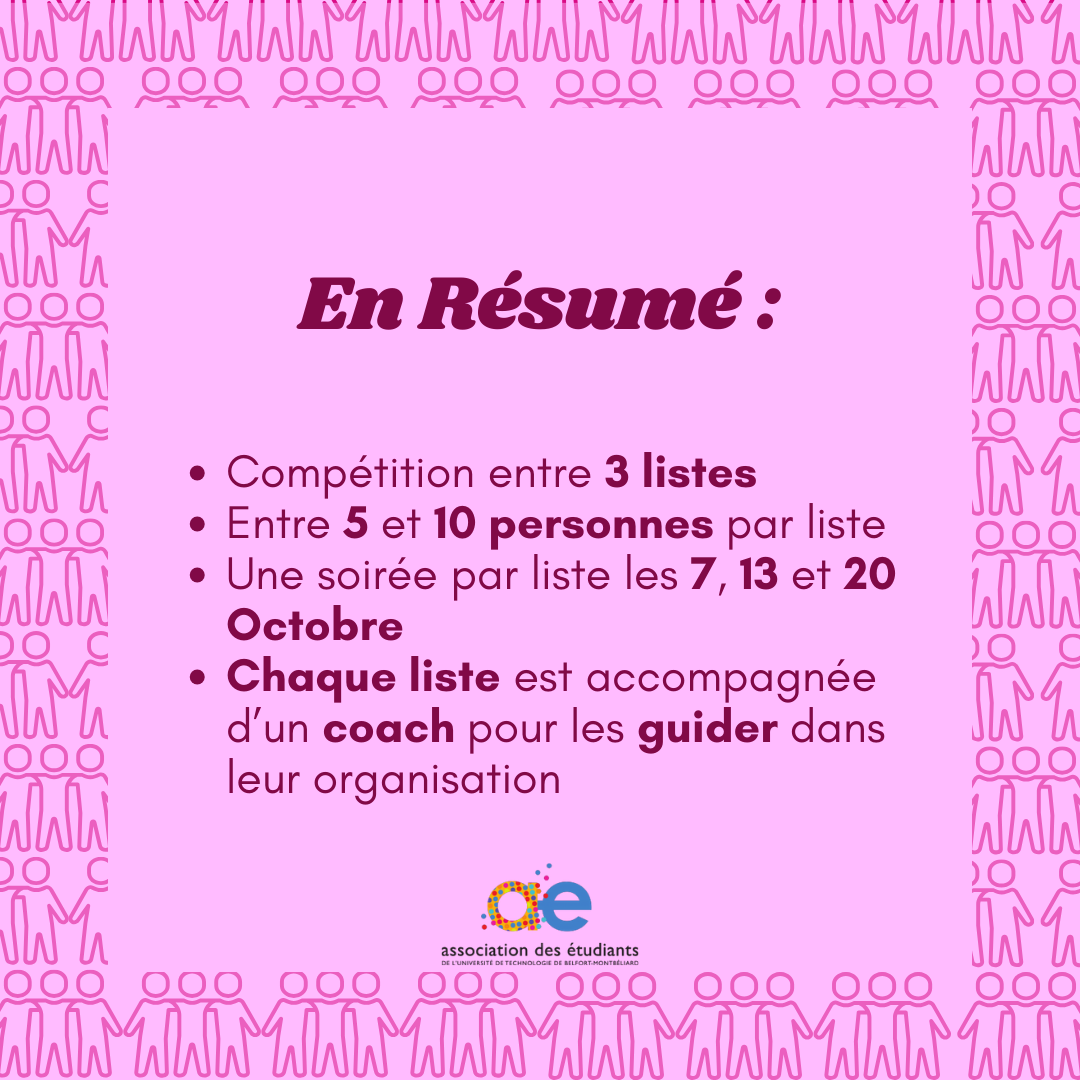 En Résumé :
• Compétition entre 3 listes
• Entre 5 et 10 personnes par liste
• Une soirée par liste les 7, 13 et 20
Octobre
• Chaque liste est accompagnée
d’un coach pour les guider dans
leur organisation
ae
association des étudiants
DE L'UNIVERSITÉ DE TECHNOLOGIE DE BELFORT-MONTBÉLIARD